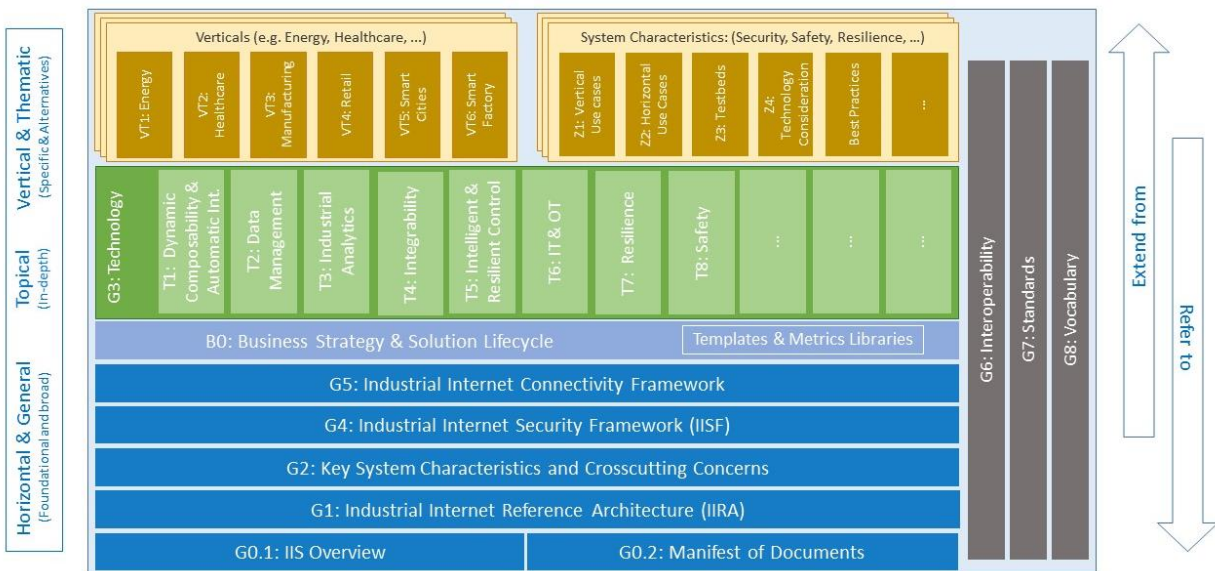 Vertical & Thematic
(Specific & Alternatives)
Topical
(In-depth)
Horizontal & General
(Foundational and broad)
Verticals (e.g. Energy, Healthcare, ...)
VT1: Energy
VT2:
Healthcare
VT3:
Manufacturing
VT4: Retail
VT5: Smart
Cities
VT6: Smart
Factory
System Characteristics: (Security, Safety, Resilience, ...)
Z1: Vertical
Use cases
Z2: Horizontal
Use Cases
Z3: Testbeds
Z4:
Technology
Consideration
Best Practices
...
G3: Technology
T1: Dynamic
Composability &
Automatic Int.
T2: Data
Management
T3: Industrial
Analytics
T4: Integrability
T5: Intelligent &
Resilient Control
T6: IT & OT
T7: Resilience
T8: Safety
...
...
...
B0: Business Strategy & Solution Lifecycle
Templates & Metrics Libraries
G5: Industrial Internet Connectivity Framework
G4: Industrial Internet Security Framework (IISF)
G2: Key System Characteristics and Crosscutting Concerns
G1: Industrial Internet Reference Architecture (IIRA)
G0.1: IIS Overview
G0.2: Manifest of Documents
G6: Interoperability
G7: Standards
G8: Vocabulary
Extend from
Refer to